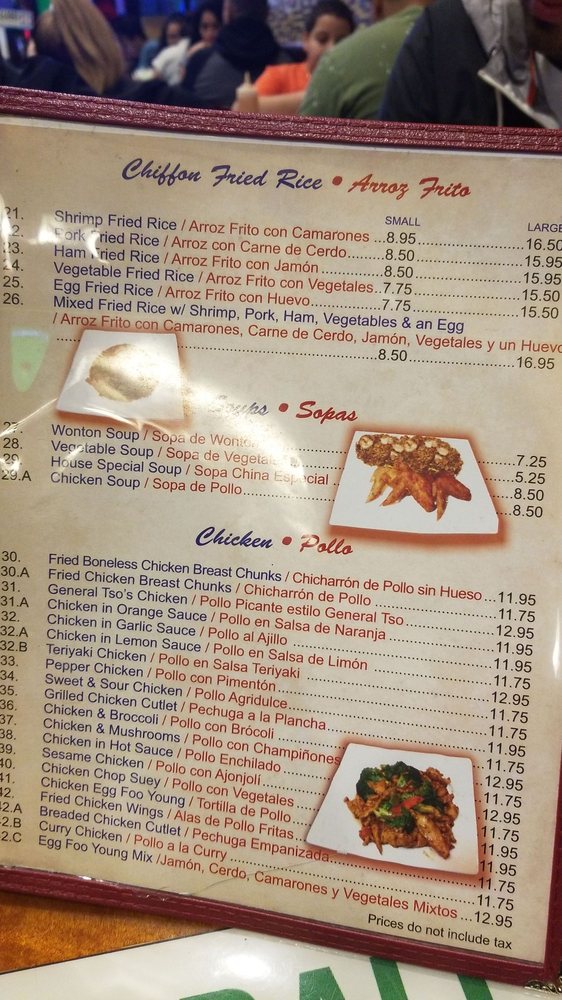 Chiffon Fried Rice • Arroz Frito
SMALL LARGE
21. Shrimp Fried Rice / Arroz Frito con Camarones ...8.95......................16.50
22. Pork Fried Rice / Arroz con Carne de Cerdo.......8.50......................15.95
23. Ham Fried Rice / Arroz Frito con Jamón ............8.50......................15.95
24. Vegetable Fried Rice / Arroz Frito con Vegetales..7.75......................15.50
25. Egg Fried Rice / Arroz Frito con Huevo..............7.75......................15.50
26. Mixed Fried Rice w/ Shrimp, Pork, Ham, Vegetables & an Egg
/ Arroz Frito con Camarones, Carne de Cerdo, Jamón, Vegetales y un Huevo
..............................8.50......................16.95
Soups • Sopas
Wonton Soup / Sopa de Wonton ......7.25
28. Vegetable Soup / Sopa de Vegetales ......5.25
29. House Special Soup / Sopa China Especial ......8.50
29.A Chicken Soup / Sopa de Pollo......................8.50
Chicken • Pollo
30. Fried Boneless Chicken Breast Chunks / Chicharrón de Pollo sin Hueso...11.95
30.A Fried Chicken Breast Chunks / Chicharrón de Pollo ......................11.75
31. General Tso's Chicken / Pollo Picante estilo General Tso ......................12.95
31.A Chicken in Orange Sauce / Pollo en Salsa de Naranja......................11.95
32. Chicken in Garlic Sauce / Pollo al Ajillo ......................11.95
32.A Chicken in Lemon Sauce / Pollo en Salsa de Limón......................11.75
32.B Teriyaki Chicken / Pollo en Salsa Teriyaki ......................12.95
33. Pepper Chicken / Pollo con Pimentón......................11.75
34. Sweet & Sour Chicken / Pollo Agridulce......................11.75
35. Grilled Chicken Cutlet / Pechuga a la Plancha......................11.95
36. Chicken & Broccoli / Pollo con Brócoli ......................11.75
37. Chicken & Mushrooms / Pollo con Champiñones......12.95
38. Chicken in Hot Sauce / Pollo Enchilado......................11.75
39. Sesame Chicken / Pollo con Ajonjolí......................12.95
40. Chicken Chop Suey / Pollo con Vegetales......11.75
41. Chicken Egg Foo Young / Tortilla de Pollo......11.95
42. Fried Chicken Wings / Alas de Pollo Fritas......11.95
42.A Breaded Chicken Cutlet / Pechuga Empanizada......................11.75
42.B Curry Chicken / Pollo a la Curry ......................11.75
42.C Egg Foo Young Mix /Jamón, Cerdo, Camarones y Vegetales Mixtos ...12.95
Prices do not include tax